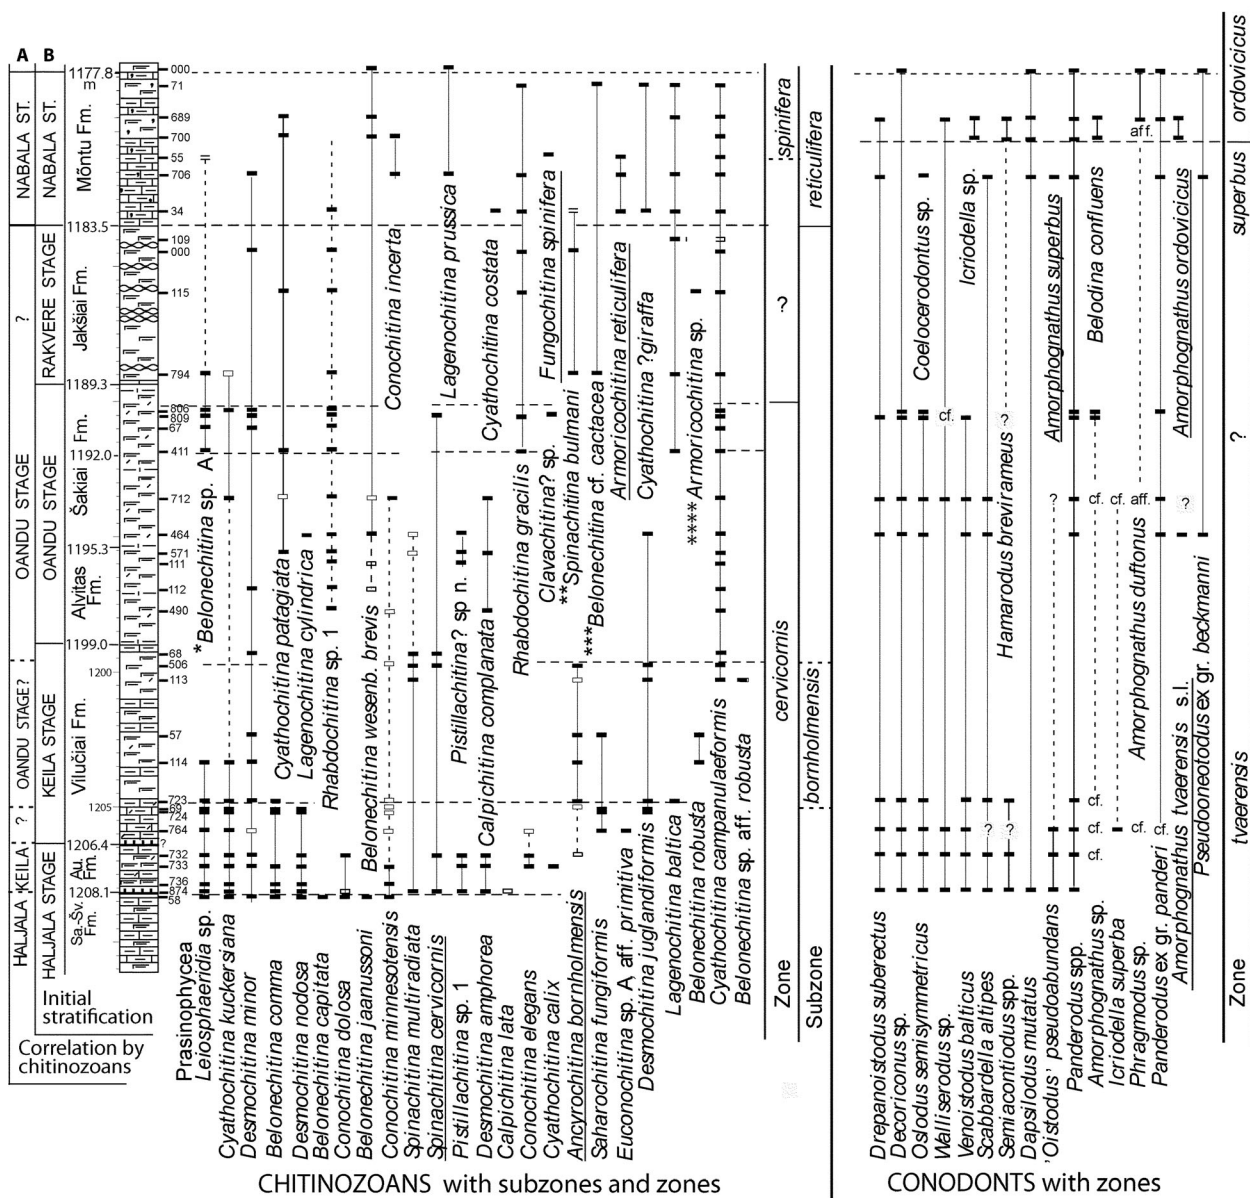 A B
NABALA ST.
NABALA ST.
?
RAKVERE STAGE
OANDU STAGE
OANDU STAGE
OANDU STAGE?
KEILA STAGE
?
KEILA
HALJALA
HALJALA STAGE
Initial
stratification
Correlation by
chitinozoans
Mõntu Fm.
Jakšiai Fm.
Šakiai Fm.
Alvitas
Fm.
Vilučiai Fm.
Au.
Fm.
Sa.-Šv.
Fm.
1177.8
m
1183.5
1189.3
1192.0
1195.3
1199.0
1200
1205
1206.4
1208.1
000
71
689
700
55
706
34
109
000
115
794
806
809
67
411
712
464
571
111
112
490
68
506
113
57
114
723
69
724
764
?
732
733
736
874
58
Prasinophycea
Leiosphaeridia sp.
*Belonechitina sp. A
Cyathochitina kuckersiana
Desmochitina minor
Belonechitina comma
Cyathochitina patagiata
Desmochitina nodosa
Lagenochitina cylindrica
Belonechitina capitata
Rhabdochitina sp. 1
Conochitina dolosa
Belonechitina jaanussoni
Belonechitina wesenb. brevis
Conochitina minnesotensis
Conochitina incerta
Spinachitina multiradiata
Spinachitina cervicornis
Lagenochitina prussica
Pistillachitina sp. 1
Pistillachitina? sp n.
Desmochitina amphorea
Calpichitina complanata
Cyathochitina costata
Calpichitina lata
Rhabdochitina gracilis
Conochitina elegans
Cyathochitina calix
Clavachitina? sp.
Fungochitina spinifera
**Spinachitina bulmani
Ancyrochitina bornholmensis
***Belonechitina cf. cactacea
Saharochitina fungiformis
Armoricochitina reticulifera
Euconochitina sp. A, aff. primitiva
Cyathochitina ?giraffa
Desmochitina juglandiformis
Lagenochitina baltica
****Armoricochitina sp.
Belonechitina robusta
Cyathochitina campanulaeformis
Belonechitina sp. aff. robusta
spinifera
?
cervicornis
Zone
reticulifera
bornholmensis
Subzone
CHITINOZOANS with subzones and zones
Drepanoistodus suberectus
Decoriconus sp.
Coelocerodontus sp.
Oslodus semisymmetricus
Walliserodus sp.
cf.
Venoistodus balticus
Icriodella sp.
Scabbardella altipes
?
Semiacontiodus spp.
?
?
Hamarodus brevirameus
Dapsilodus mutatus
'Oistodus' pseudoabundans
?
Amorphognathus superbus
Panderodus spp.
Amorphognathus sp.
cf.
cf.
cf.
cf.
Belodina confluens
Icriodella superba
cf.
Phragmodus sp.
cf.
aff.
aff.
Amorphognathus duftonus
Panderodus ex gr. panderi
cf.
Amorphognathus tvaerensis s.l.
?
Amorphognathus ordovicicus
Pseudooneotodus ex gr. beckmanni
ordovicicus
superbus
?
tvaerensis
Zone
CONODONTS with zones